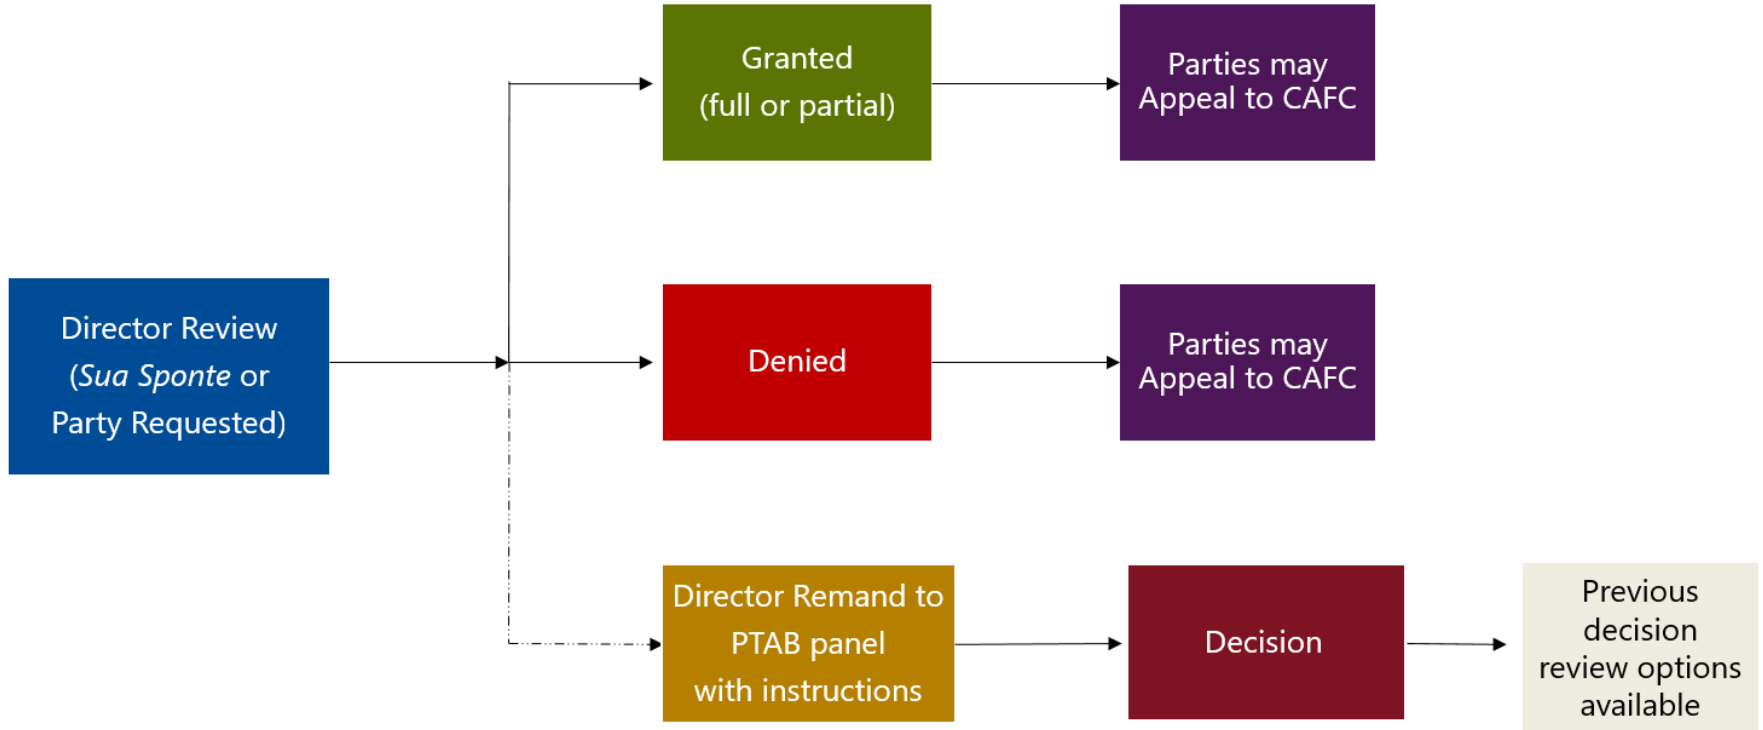 Granted
(full or partial)
Parties may
Appeal to CAFC
Director Review
(Sua Sponte or
Party Requested)
Denied
Parties may
Appeal to CAFC
Director Remand to
PTAB panel
with instructions
Decision
Previous
decision
review options
available